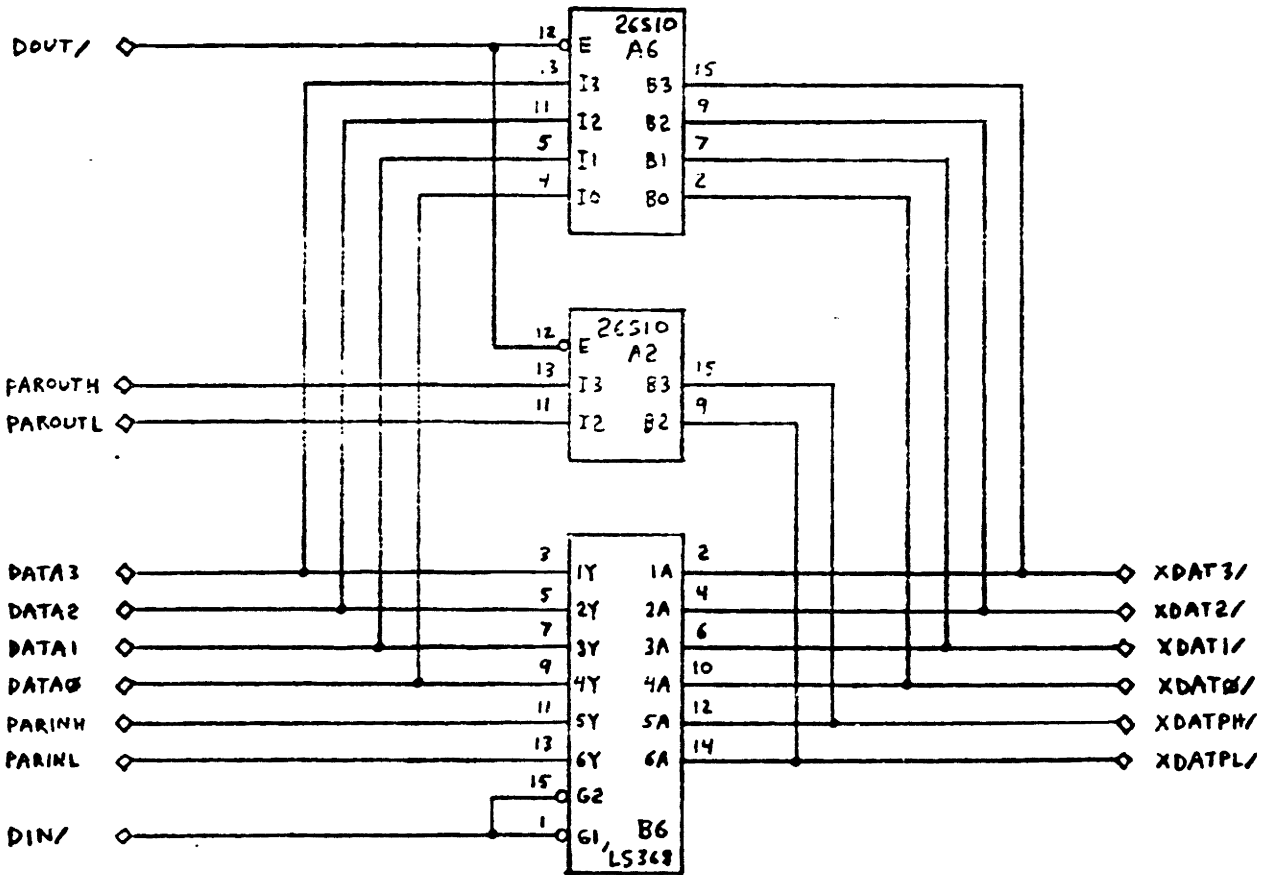 26S10
A6
DOUT/ 12 E
.3 I3 B3 15
11 I2 B2 9
5 I1 B1 7
4 I0 B0 2
26S10
A2
12 E
FAROUTH 13 I3 B3 15
PAROUTL 11 I2 B2 9
DATA3 3 1Y 1A 2 XDAT3/
DATA2 5 2Y 2A 4 XDAT2/
DATA1 7 3Y 3A 6 XDAT1/
DATAØ 9 4Y 4A 10 XDATØ/
PARINH 11 5Y 5A 12 XDATPH/
PARINL 13 6Y 6A 14 XDATPL/
15 G2
DIN/ 1 G1/ B6
LS368